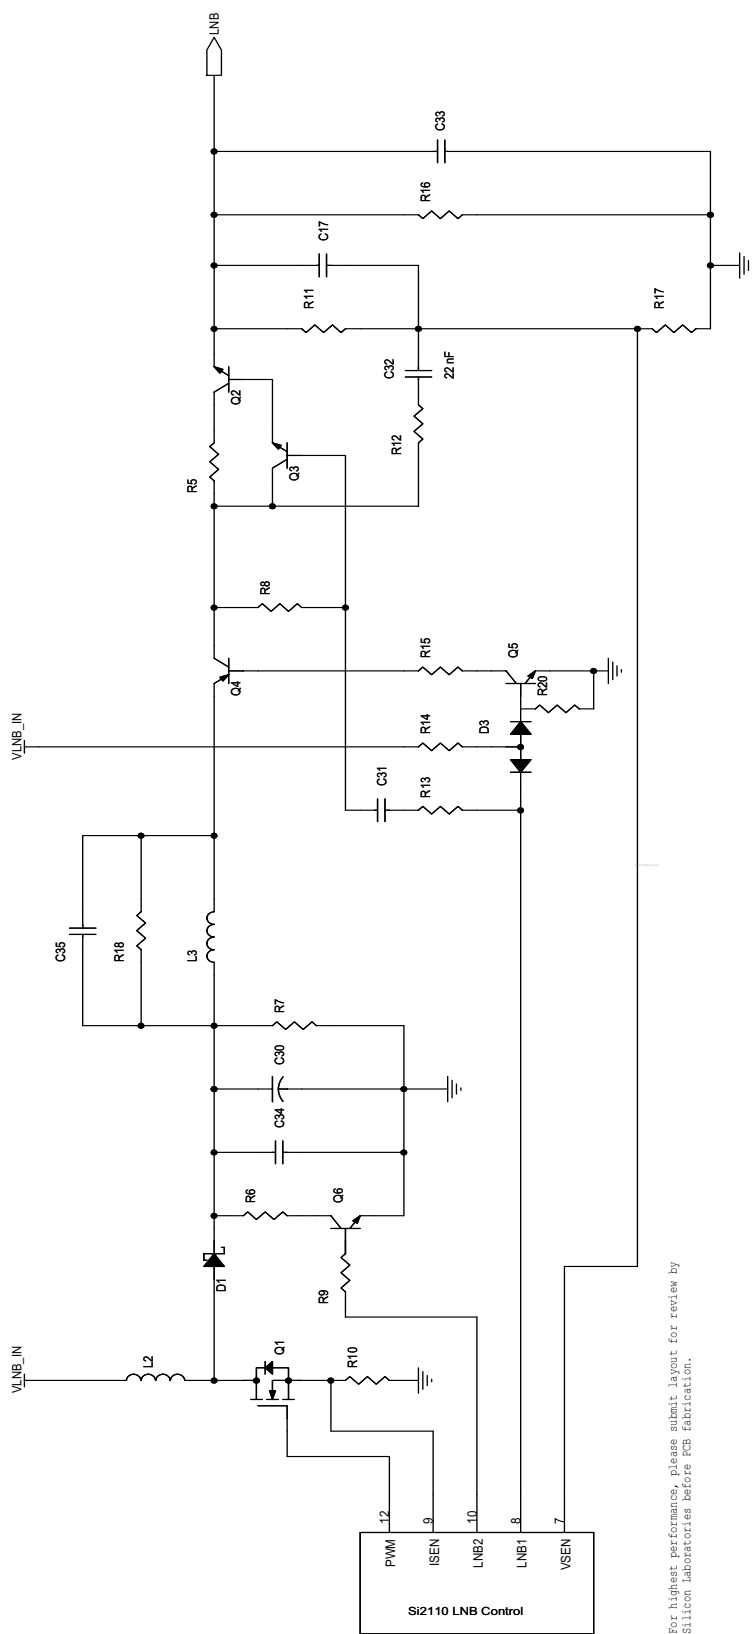 LNB
C33
R16
C17
R11
R17
C32
22 nF
R12
Q2
R5
Q3
R8
Q4
R15
Q5
R20
R14
D3
VLNB_IN
C31
R13
C35
R18
L3
R7
C30
C34
R6
Q6
D1
R9
VLNB_IN
L2
Q1
R10
12
9
10
8
7
PWM
ISEN
LNB2
LNB1
VSEN
Si2110 LNB Control
For highest performance, please submit layout for review by
Silicon Laboratories before PCB fabrication.